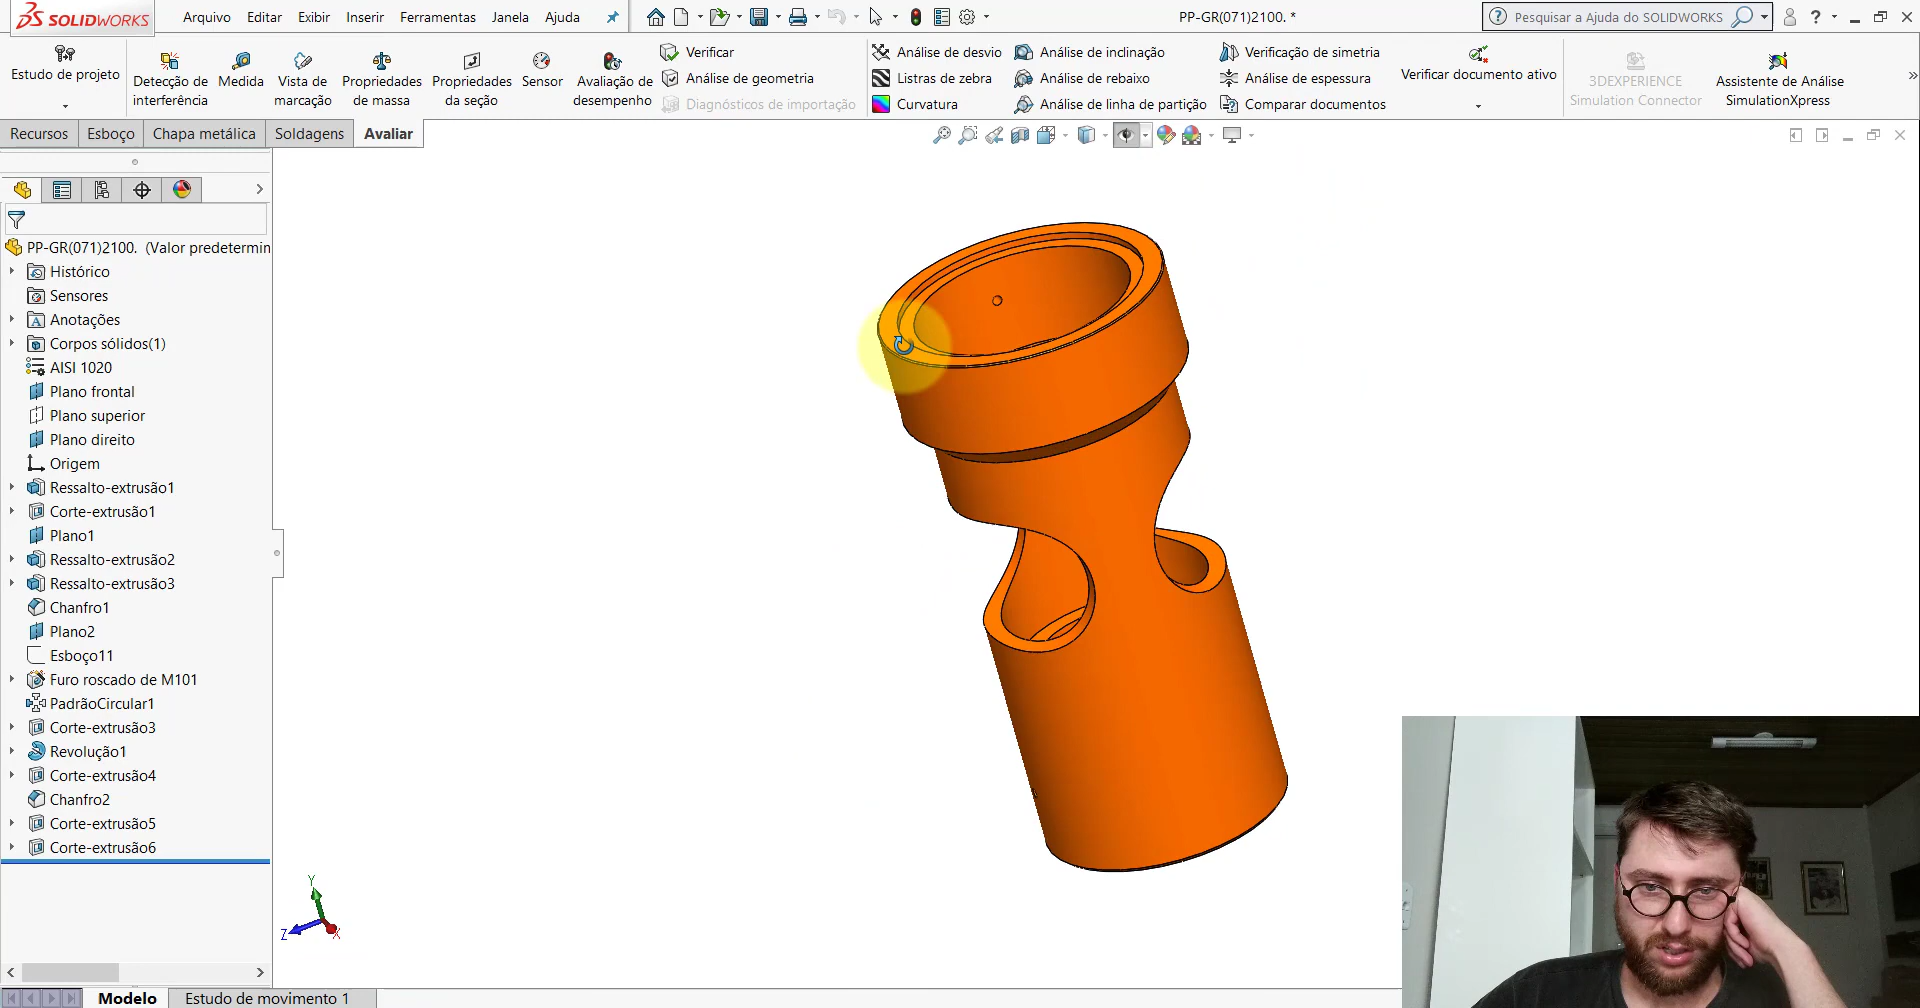 SOLIDWORKS
Arquivo Editar Exibir Inserir Ferramentas Janela Ajuda
PP-GR(071)2100. *
Pesquisar a Ajuda do SOLIDWORKS
Estudo de projeto
Detecção de interferência
Medida
Vista de marcação
Propriedades de massa
Propriedades da seção
Sensor
Avaliação de desempenho
Verificar
Análise de geometria
Diagnósticos de importação
Análise de desvio
Listras de zebra
Curvatura
Análise de inclinação
Análise de rebaixo
Análise de linha de partição
Verificação de simetria
Análise de espessura
Comparar documentos
Verificar documento ativo
3DEXPERIENCE
Simulation Connector
Assistente de Análise
SimulationXpress
Recursos Esboço Chapa metálica Soldagens Avaliar
PP-GR(071)2100. (Valor predetermin
Histórico
Sensores
Anotações
Corpos sólidos(1)
AISI 1020
Plano frontal
Plano superior
Plano direito
Origem
Ressalto-extrusão1
Corte-extrusão1
Plano1
Ressalto-extrusão2
Ressalto-extrusão3
Chanfro1
Plano2
Esboço11
Furo roscado de M101
PadrãoCircular1
Corte-extrusão3
Revolução1
Corte-extrusão4
Chanfro2
Corte-extrusão5
Corte-extrusão6
Y
Z
X
Modelo Estudo de movimento 1